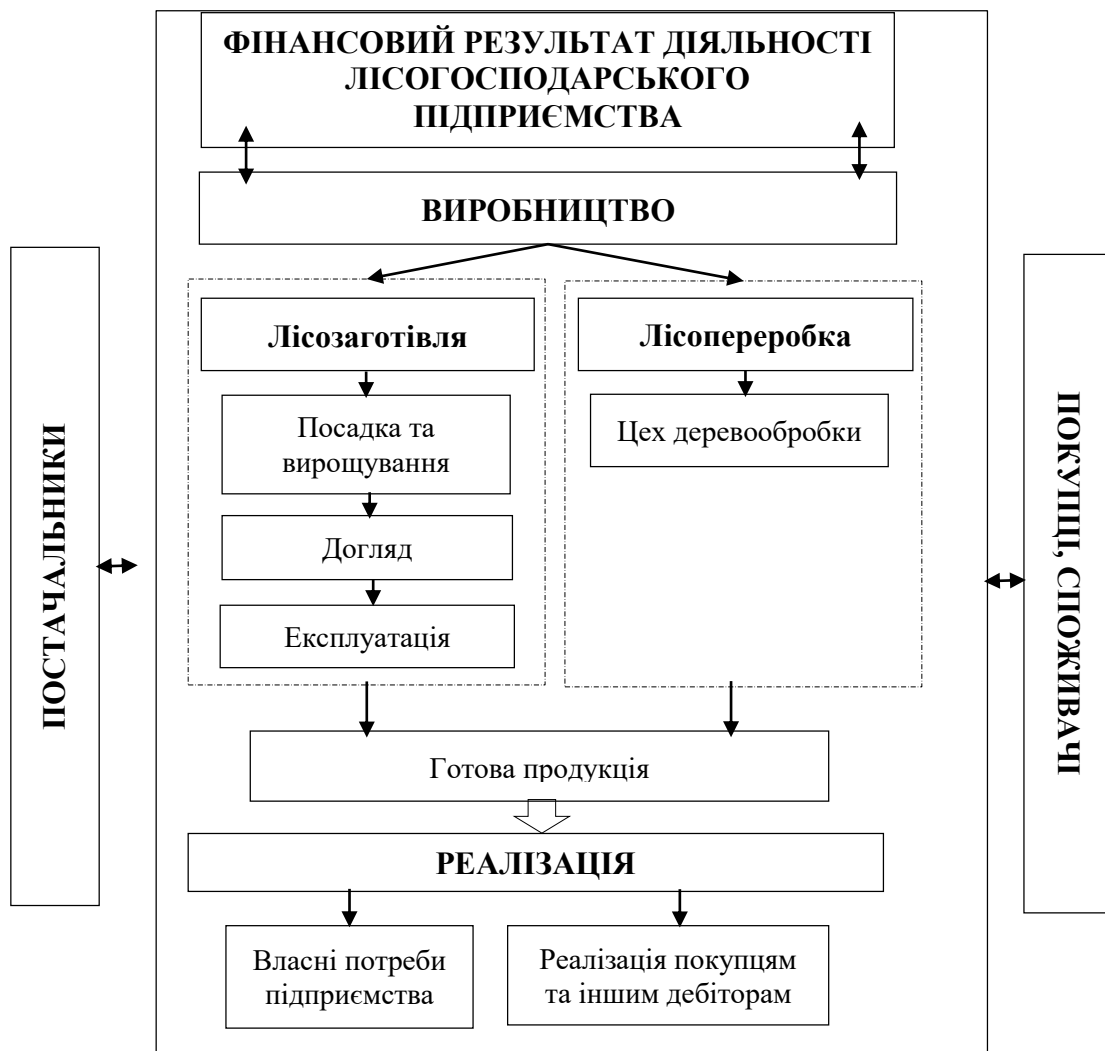 ФІНАНСОВИЙ РЕЗУЛЬТАТ ДІЯЛЬНОСТІ
ЛІСОГОСПОДАРСЬКОГО
ПІДПРИЄМСТВА
ВИРОБНИЦТВО
ПОСТАЧАЛЬНИКИ
Лісозаготівля
Посадка та
вирощування
Догляд
Експлуатація
Лісопереробка
Цех деревообробки
ПОКУПЦІ, СПОЖИВАЧІ
Готова продукція
РЕАЛІЗАЦІЯ
Власні потреби
підприємства
Реалізація покупцям
та іншим дебіторам